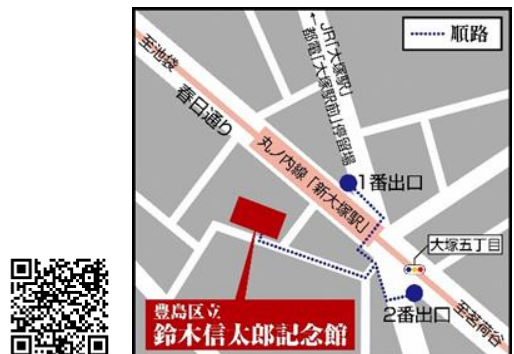 順路
←JR「大塚駅」
都電「大塚駅前」停留場
至池袋
春日通り
丸ノ内線「新大塚駅」
1番出口
大塚五丁目
2番出口
至茗荷谷
豊島区立
鈴木信太郎記念館